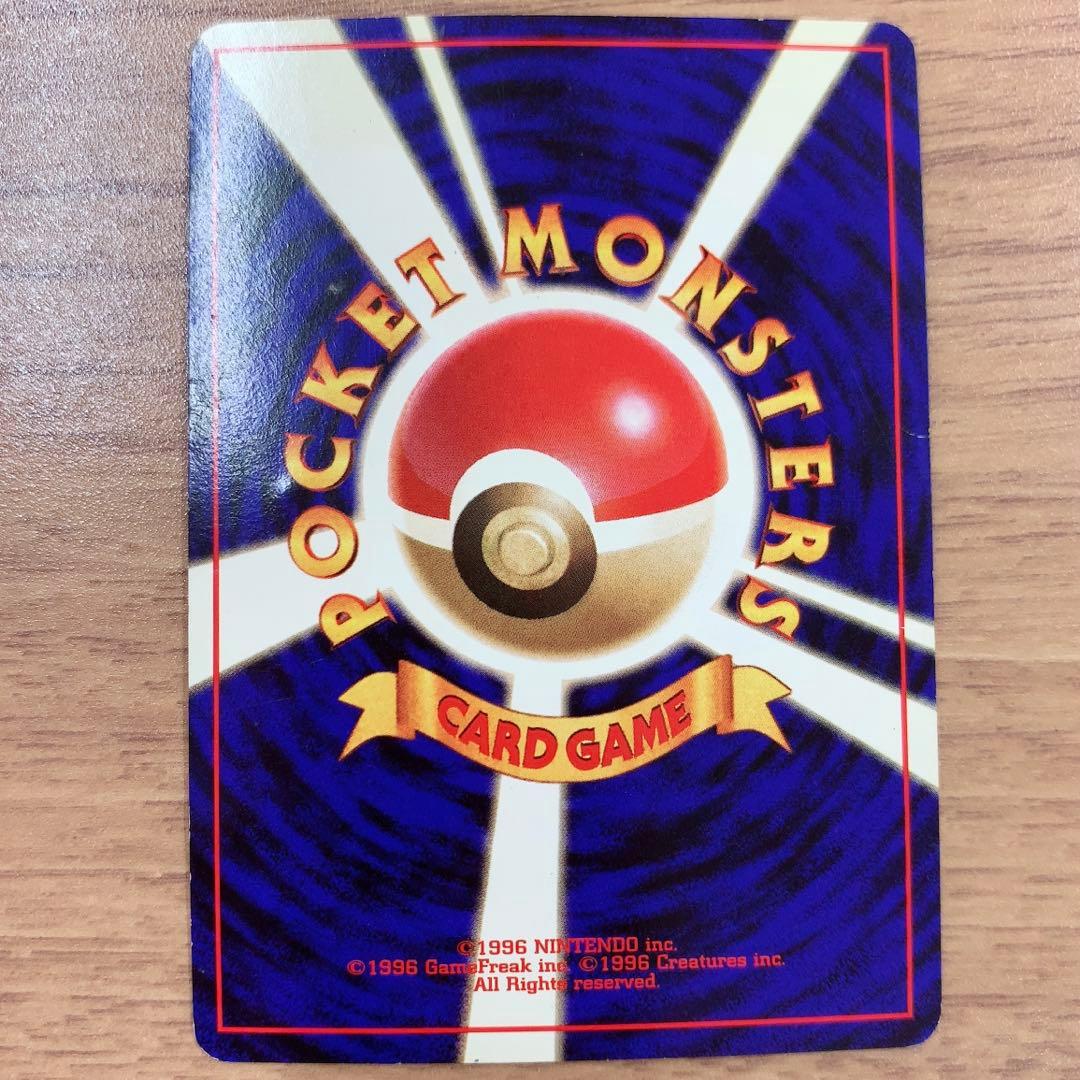 POCKET MONSTERS
CARD GAME
©1996 NINTENDO inc.
©1996 GameFreak inc. ©1996 Creatures inc.
All Rights reserved.